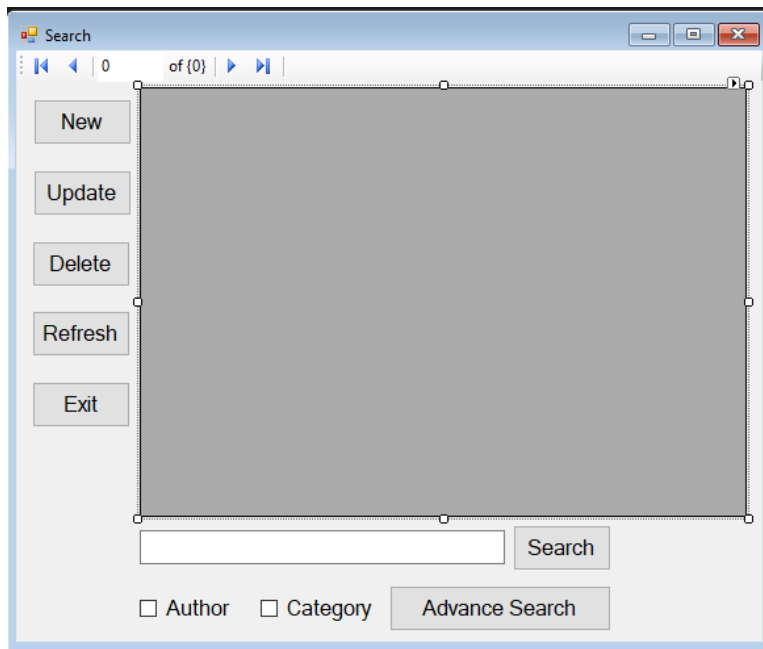 Search
0 of {0}
New
Update
Delete
Refresh
Exit
Search
Author Category Advance Search